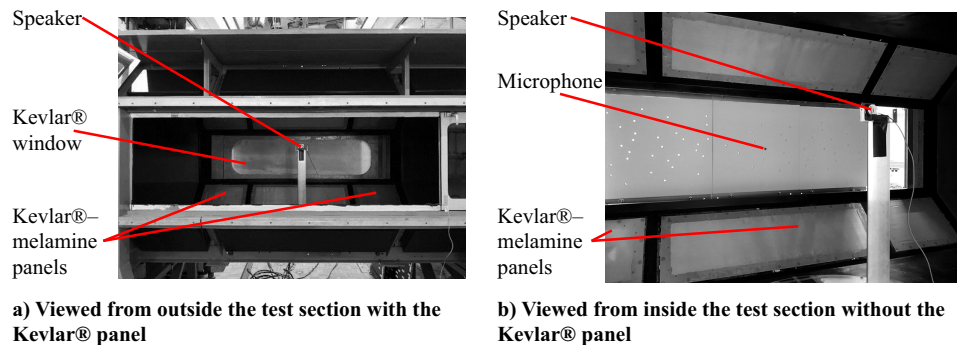 Speaker
Kevlar®
window
Kevlar®–
melamine
panels
a) Viewed from outside the test section with the
Kevlar® panel
Speaker
Microphone
Kevlar®–
melamine
panels
b) Viewed from inside the test section without the
Kevlar® panel